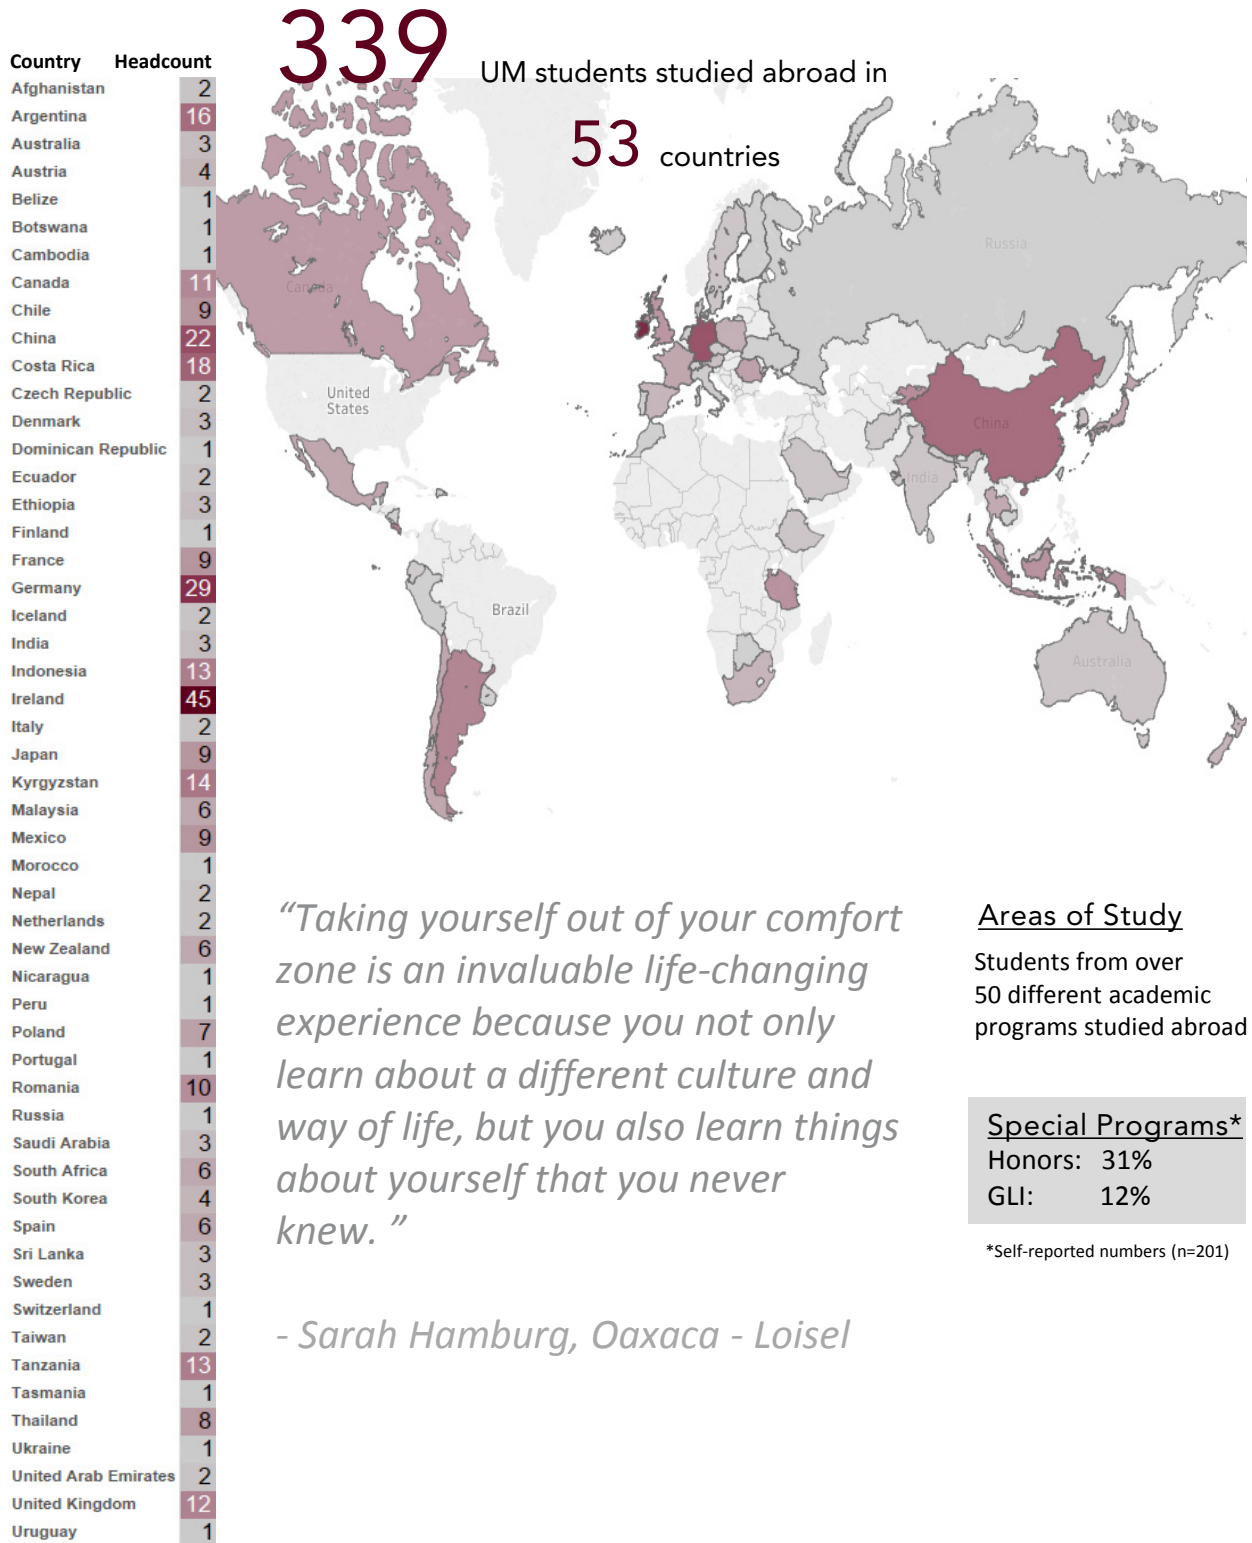 339
UM students studied abroad in
53 countries
Country Headcount
Afghanistan 2
Argentina 16
Australia 3
Austria 4
Belize 1
Botswana 1
Cambodia 1
Canada 11
Chile 9
China 22
Costa Rica 18
Czech Republic 2
Denmark 3
Dominican Republic 1
Ecuador 2
Ethiopia 3
Finland 1
France 9
Germany 29
Iceland 2
India 3
Indonesia 13
Ireland 45
Italy 2
Japan 9
Kyrgyzstan 14
Malaysia 6
Mexico 9
Morocco 1
Nepal 2
Netherlands 2
New Zealand 6
Nicaragua 1
Peru 1
Poland 7
Portugal 1
Romania 10
Russia 1
Saudi Arabia 3
South Africa 6
South Korea 4
Spain 6
Sri Lanka 3
Sweden 3
Switzerland 1
Taiwan 2
Tanzania 13
Tasmania 1
Thailand 8
Ukraine 1
United Arab Emirates 2
United Kingdom 12
Uruguay 1
Russia
Canada
United
States
China
India
Brazil
Australia
“Taking yourself out of your comfort
zone is an invaluable life-changing
experience because you not only
learn about a different culture and
way of life, but you also learn things
about yourself that you never
knew. ”
- Sarah Hamburg, Oaxaca - Loisel
Areas of Study
Students from over
50 different academic
programs studied abroad
Special Programs*
Honors: 31%
GLI: 12%
*Self-reported numbers (n=201)